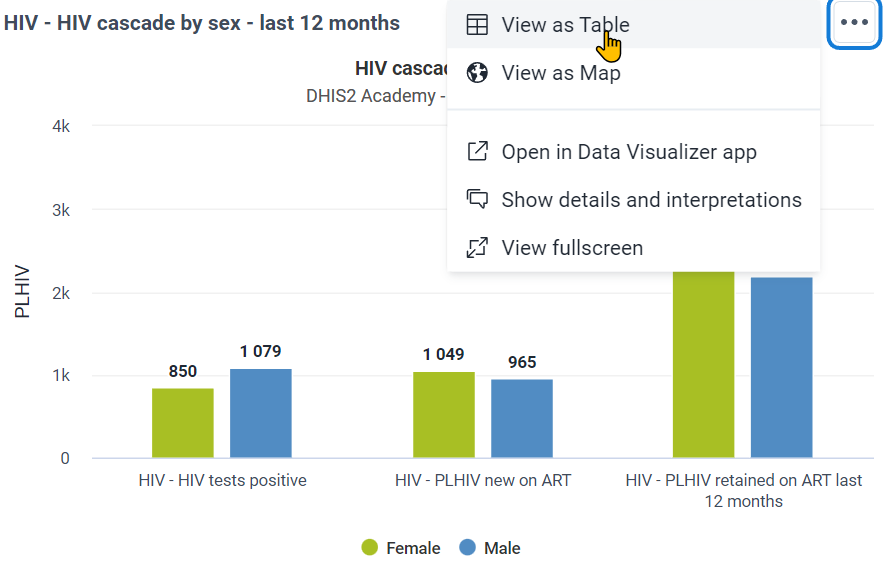 HIV - HIV cascade by sex - last 12 months
View as Table
View as Map
Open in Data Visualizer app
Show details and interpretations
View fullscreen
HIV
DHIS2 Academy -
4k
3k
2k
1k
0
PLHIV
850
1 079
1 049
965
HIV - HIV tests positive
HIV - PLHIV new on ART
HIV - PLHIV retained on ART last
12 months
Female
Male